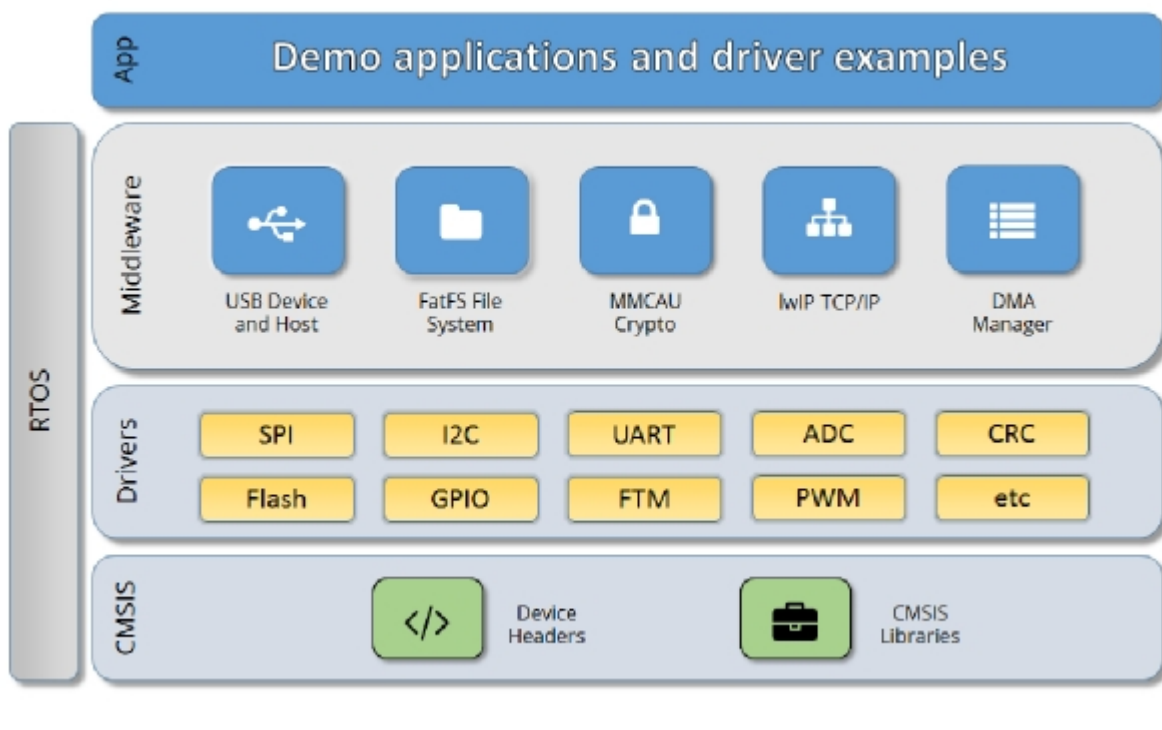 App
Demo applications and driver examples
RTOS
Middleware
USB Device
and Host
FatFS File
System
MMCAU
Crypto
lwIP TCP/IP
DMA
Manager
Drivers
SPI
I2C
UART
ADC
CRC
Flash
GPIO
FTM
PWM
etc
CMSIS
</>
Device
Headers
CMSIS
Libraries